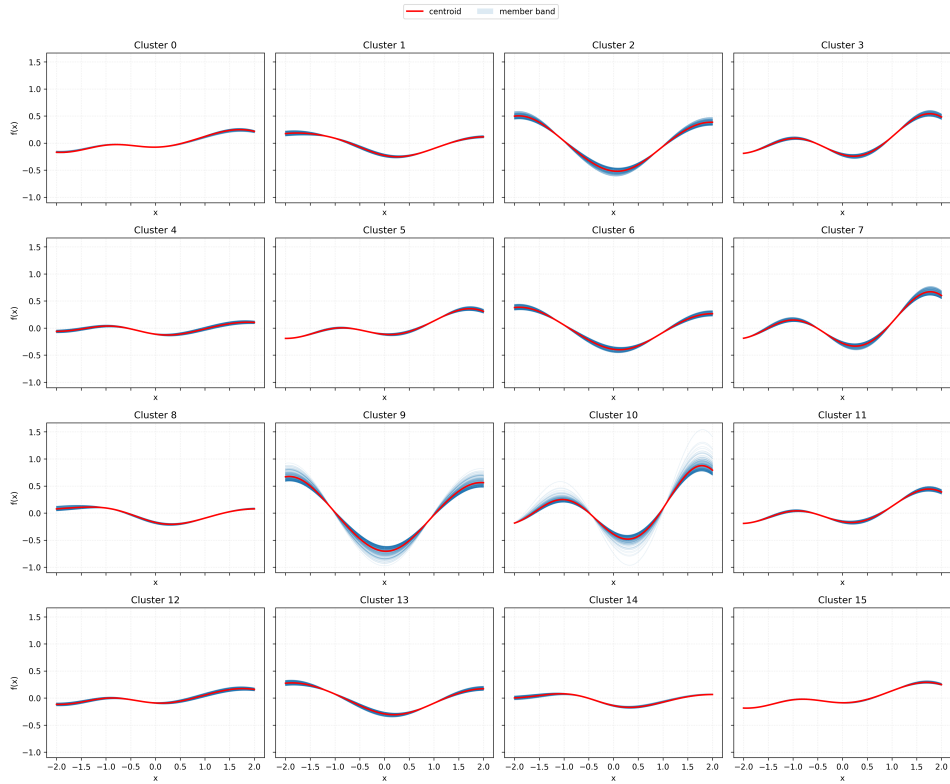 centroid member band
Cluster 0 Cluster 1 Cluster 2 Cluster 3
1.5
1.0
0.5
0.0
−0.5
−1.0
f(x)
x x x x
Cluster 4 Cluster 5 Cluster 6 Cluster 7
1.5
1.0
0.5
0.0
−0.5
−1.0
f(x)
x x x x
Cluster 8 Cluster 9 Cluster 10 Cluster 11
1.5
1.0
0.5
0.0
−0.5
−1.0
f(x)
x x x x
Cluster 12 Cluster 13 Cluster 14 Cluster 15
1.5
1.0
0.5
0.0
−0.5
−1.0
f(x)
−2.0 −1.5 −1.0 −0.5 0.0 0.5 1.0 1.5 2.0 −2.0 −1.5 −1.0 −0.5 0.0 0.5 1.0 1.5 2.0 −2.0 −1.5 −1.0 −0.5 0.0 0.5 1.0 1.5 2.0 −2.0 −1.5 −1.0 −0.5 0.0 0.5 1.0 1.5 2.0
x x x x